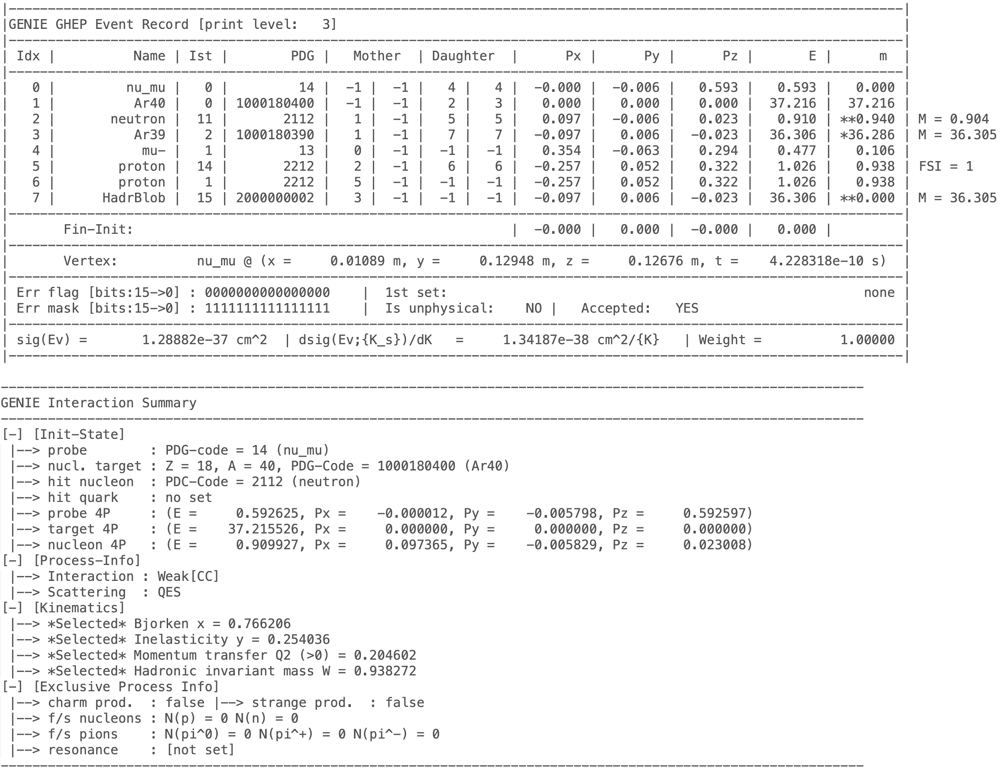 |------------------------------------------------------------------------------------------------------------------|
|GENIE GHEP Event Record [print level:   3]                                                                        |
|------------------------------------------------------------------------------------------------------------------|
| Idx |              Name | Ist |        PDG |   Mother  | Daughter  |      Px |      Py |      Pz |       E |      m  |
|------------------------------------------------------------------------------------------------------------------|
|   0 |             nu_mu |   0 |         14 |  -1 |  -1 |   4 |   4 |  -0.000 |  -0.006 |   0.593 |   0.593 |   0.000 |
|   1 |              Ar40 |   0 | 1000180400 |  -1 |  -1 |   2 |   3 |   0.000 |   0.000 |   0.000 |  37.216 |  37.216 |
|   2 |           neutron |  11 |       2112 |   1 |  -1 |   5 |   5 |   0.097 |  -0.006 |   0.023 |   0.910 | **0.940 | M = 0.904
|   3 |              Ar39 |   2 | 1000180390 |   1 |  -1 |   7 |   7 |  -0.097 |   0.006 |  -0.023 |  36.306 | *36.286 | M = 36.305
|   4 |               mu- |   1 |         13 |   0 |  -1 |  -1 |  -1 |   0.354 |  -0.063 |   0.294 |   0.477 |   0.106 |
|   5 |            proton |  14 |       2212 |   2 |  -1 |   6 |   6 |  -0.257 |   0.052 |   0.322 |   1.026 |   0.938 | FSI = 1
|   6 |            proton |   1 |       2212 |   5 |  -1 |  -1 |  -1 |  -0.257 |   0.052 |   0.322 |   1.026 |   0.938 |
|   7 |          HadrBlob |  15 | 2000000002 |   3 |  -1 |  -1 |  -1 |  -0.097 |   0.006 |  -0.023 |  36.306 | **0.000 | M = 36.305
|------------------------------------------------------------------------------------------------------------------|
|       Fin-Init:                                                |  -0.000 |   0.000 |  -0.000 |   0.000 |         |
|------------------------------------------------------------------------------------------------------------------|
|       Vertex:          nu_mu @ (x =     0.01089 m, y =     0.12948 m, z =     0.12676 m, t =    4.228318e-10 s)  |
|------------------------------------------------------------------------------------------------------------------|
| Err flag [bits:15->0] : 0000000000000000    |  1st set:                                                     none |
| Err mask [bits:15->0] : 1111111111111111    |  Is unphysical:    NO |   Accepted:   YES                          |
|------------------------------------------------------------------------------------------------------------------|
| sig(Ev) =       1.28882e-37 cm^2  | dsig(Ev;{K_s})/dK   =     1.34187e-38 cm^2/{K}   | Weight =          1.00000 |
|------------------------------------------------------------------------------------------------------------------|
--------------------------------------------------------------------------------------------------------------
GENIE Interaction Summary
--------------------------------------------------------------------------------------------------------------
[-] [Init-State]
 |--> probe        : PDG-code = 14 (nu_mu)
 |--> nucl. target : Z = 18, A = 40, PDG-Code = 1000180400 (Ar40)
 |--> hit nucleon  : PDC-Code = 2112 (neutron)
 |--> hit quark    : no set
 |--> probe 4P     : (E =     0.592625, Px =    -0.000012, Py =    -0.005798, Pz =     0.592597)
 |--> target 4P    : (E =    37.215526, Px =     0.000000, Py =     0.000000, Pz =     0.000000)
 |--> nucleon 4P   : (E =     0.909927, Px =     0.097365, Py =    -0.005829, Pz =     0.023008)
[-] [Process-Info]
 |--> Interaction : Weak[CC]
 |--> Scattering  : QES
[-] [Kinematics]
 |--> *Selected* Bjorken x = 0.766206
 |--> *Selected* Inelasticity y = 0.254036
 |--> *Selected* Momentum transfer Q2 (>0) = 0.204602
 |--> *Selected* Hadronic invariant mass W = 0.938272
[-] [Exclusive Process Info]
 |--> charm prod.  : false |--> strange prod.  : false
 |--> f/s nucleons : N(p) = 0 N(n) = 0
 |--> f/s pions    : N(pi^0) = 0 N(pi^+) = 0 N(pi^-) = 0
 |--> resonance    : [not set]
--------------------------------------------------------------------------------------------------------------